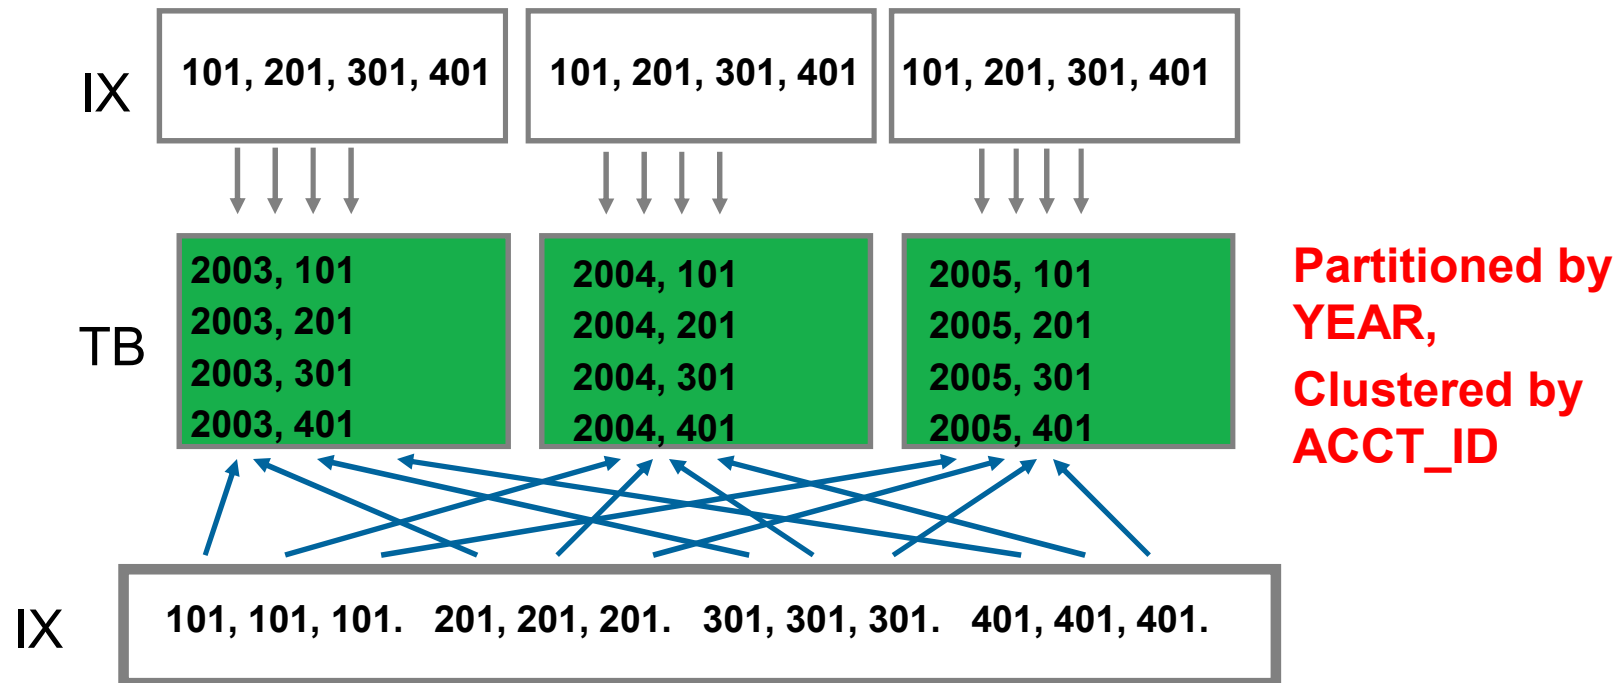 IX
101, 201, 301, 401
101, 201, 301, 401
101, 201, 301, 401
TB
2003, 101
2003, 201
2003, 301
2003, 401
2004, 101
2004, 201
2004, 301
2004, 401
2005, 101
2005, 201
2005, 301
2005, 401
Partitioned by
YEAR,
Clustered by
ACCT_ID
IX
101, 101, 101. 201, 201, 201. 301, 301, 301. 401, 401, 401.